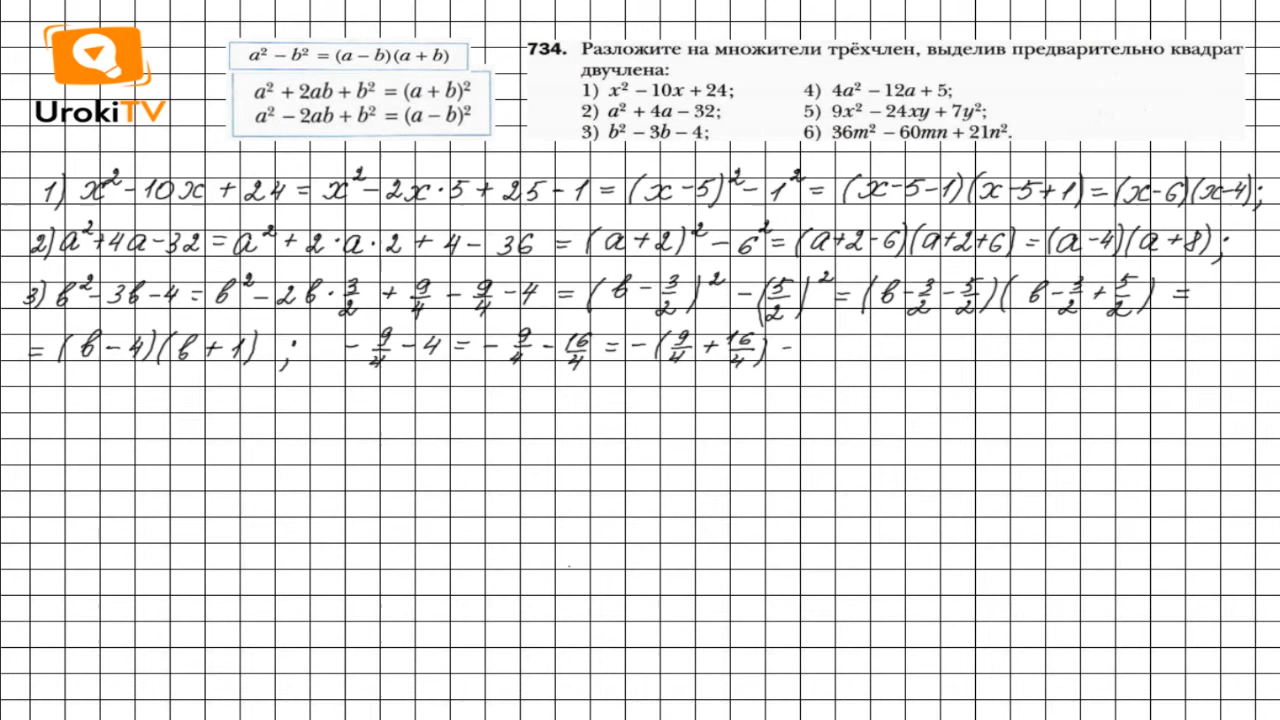 UrokiTV
a² − b² = (a − b)(a + b)
a² + 2ab + b² = (a + b)²
a² − 2ab + b² = (a − b)²
734. Разложите на множители трёхчлен, выделив предварительно квадрат
двучлена:
1) x² − 10x + 24; 4) 4a² − 12a + 5;
2) a² + 4a − 32; 5) 9x² − 24xy + 7y²;
3) b² − 3b − 4; 6) 36m² − 60mn + 21n².
1) x² − 10x + 24 = x² − 2x · 5 + 25 − 1 = (x − 5)² − 1² = (x − 5 − 1)(x − 5 + 1) = (x − 6)(x − 4);
2) a² + 4a − 32 = a² + 2 · a · 2 + 4 − 36 = (a + 2)² − 6² = (a + 2 − 6)(a + 2 + 6) = (a − 4)(a + 8);
3) b² − 3b − 4 = b² − 2b · 3/2 + 9/4 − 9/4 − 4 = (b − 3/2)² − (5/2)² = (b − 3/2 − 5/2)(b − 3/2 + 5/2) =
= (b − 4)(b + 1); − 9/4 − 4 = − 9/4 − 16/4 = − (9/4 + 16/4) −